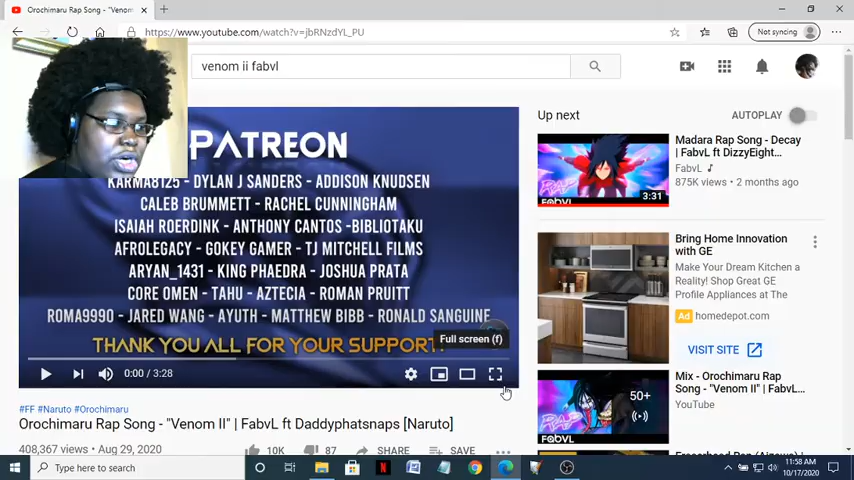 Orochimaru Rap Song - "Venom
https://www.youtube.com/watch?v=jbRNzdYL_PU
Not syncing
venom ii fabvl
PATREON
KARMA8125 - DYLAN J SANDERS - ADDISON KNUDSEN
CALEB BRUMMETT - RACHEL CUNNINGHAM
ISAIAH ROERDINK - ANTHONY CANTOS -BIBLIOTAKU
AFROLEGACY - GOKEY GAMER - TJ MITCHELL FILMS
ARYAN_1431 - KING PHAEDRA - JOSHUA PRATA
CORE OMEN - TAHU - AZTECIA - ROMAN PRUITT
ROMA9990 - JARED WANG - AYUTH - MATTHEW BIBB - RONALD SANGUINE
THANK YOU ALL FOR YOUR SUPPORT
Full screen (f)
0:00 / 3:28
#FF #Naruto #Orochimaru
Orochimaru Rap Song - "Venom II" | FabvL ft Daddyphatsnaps [Naruto]
408,367 views • Aug 29, 2020
10K
87
SHARE
SAVE
Up next
AUTOPLAY
RAP
FABVL
3:31
Madara Rap Song - Decay
| FabvL ft DizzyEight...
FabvL
875K views • 2 months ago
Bring Home Innovation
with GE
Make Your Dream Kitchen a
Reality! Shop Great GE
Profile Appliances at The
Ad homedepot.com
VISIT SITE
RAP
FABVL
50+
Mix - Orochimaru Rap
Song - "Venom II" | FabvL...
YouTube
Type here to search
11:58 AM
10/17/2020